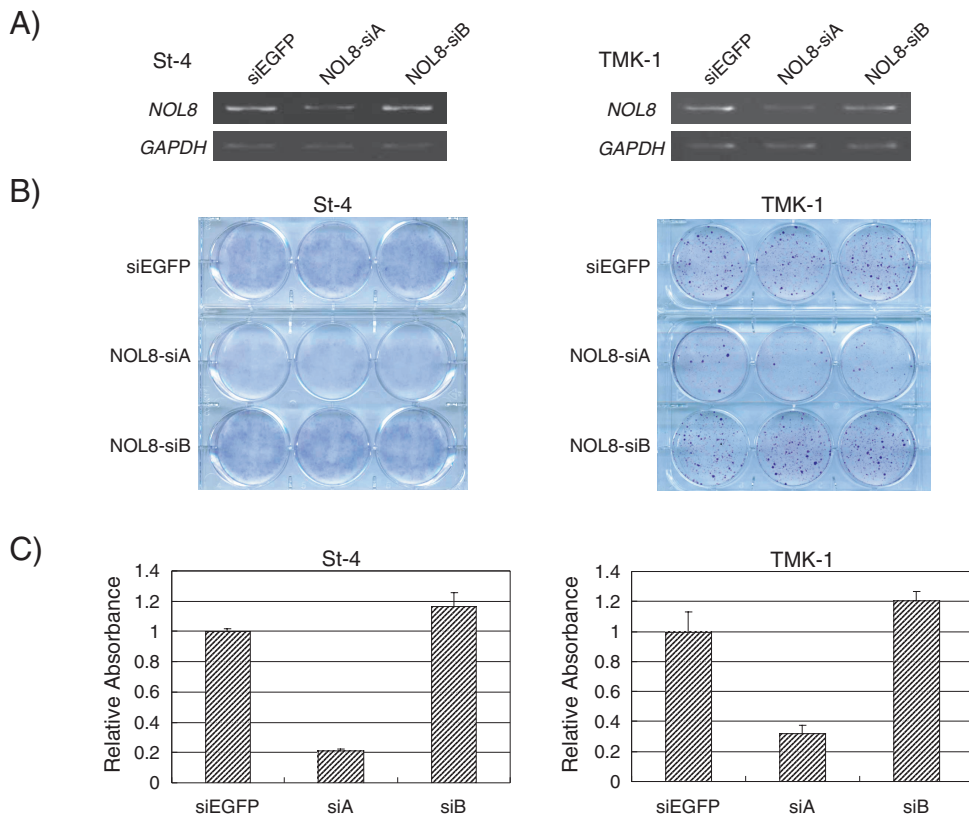 A)
St-4
siEGFP
NOL8-siA
NOL8-siB
NOL8
GAPDH
TMK-1
siEGFP
NOL8-siA
NOL8-siB
NOL8
GAPDH
B)
St-4
siEGFP
NOL8-siA
NOL8-siB
TMK-1
siEGFP
NOL8-siA
NOL8-siB
C)
St-4
Relative Absorbance
1.4
1.2
1
0.8
0.6
0.4
0.2
0
siEGFP siA siB
TMK-1
Relative Absorbance
1.4
1.2
1
0.8
0.6
0.4
0.2
0
siEGFP siA siB